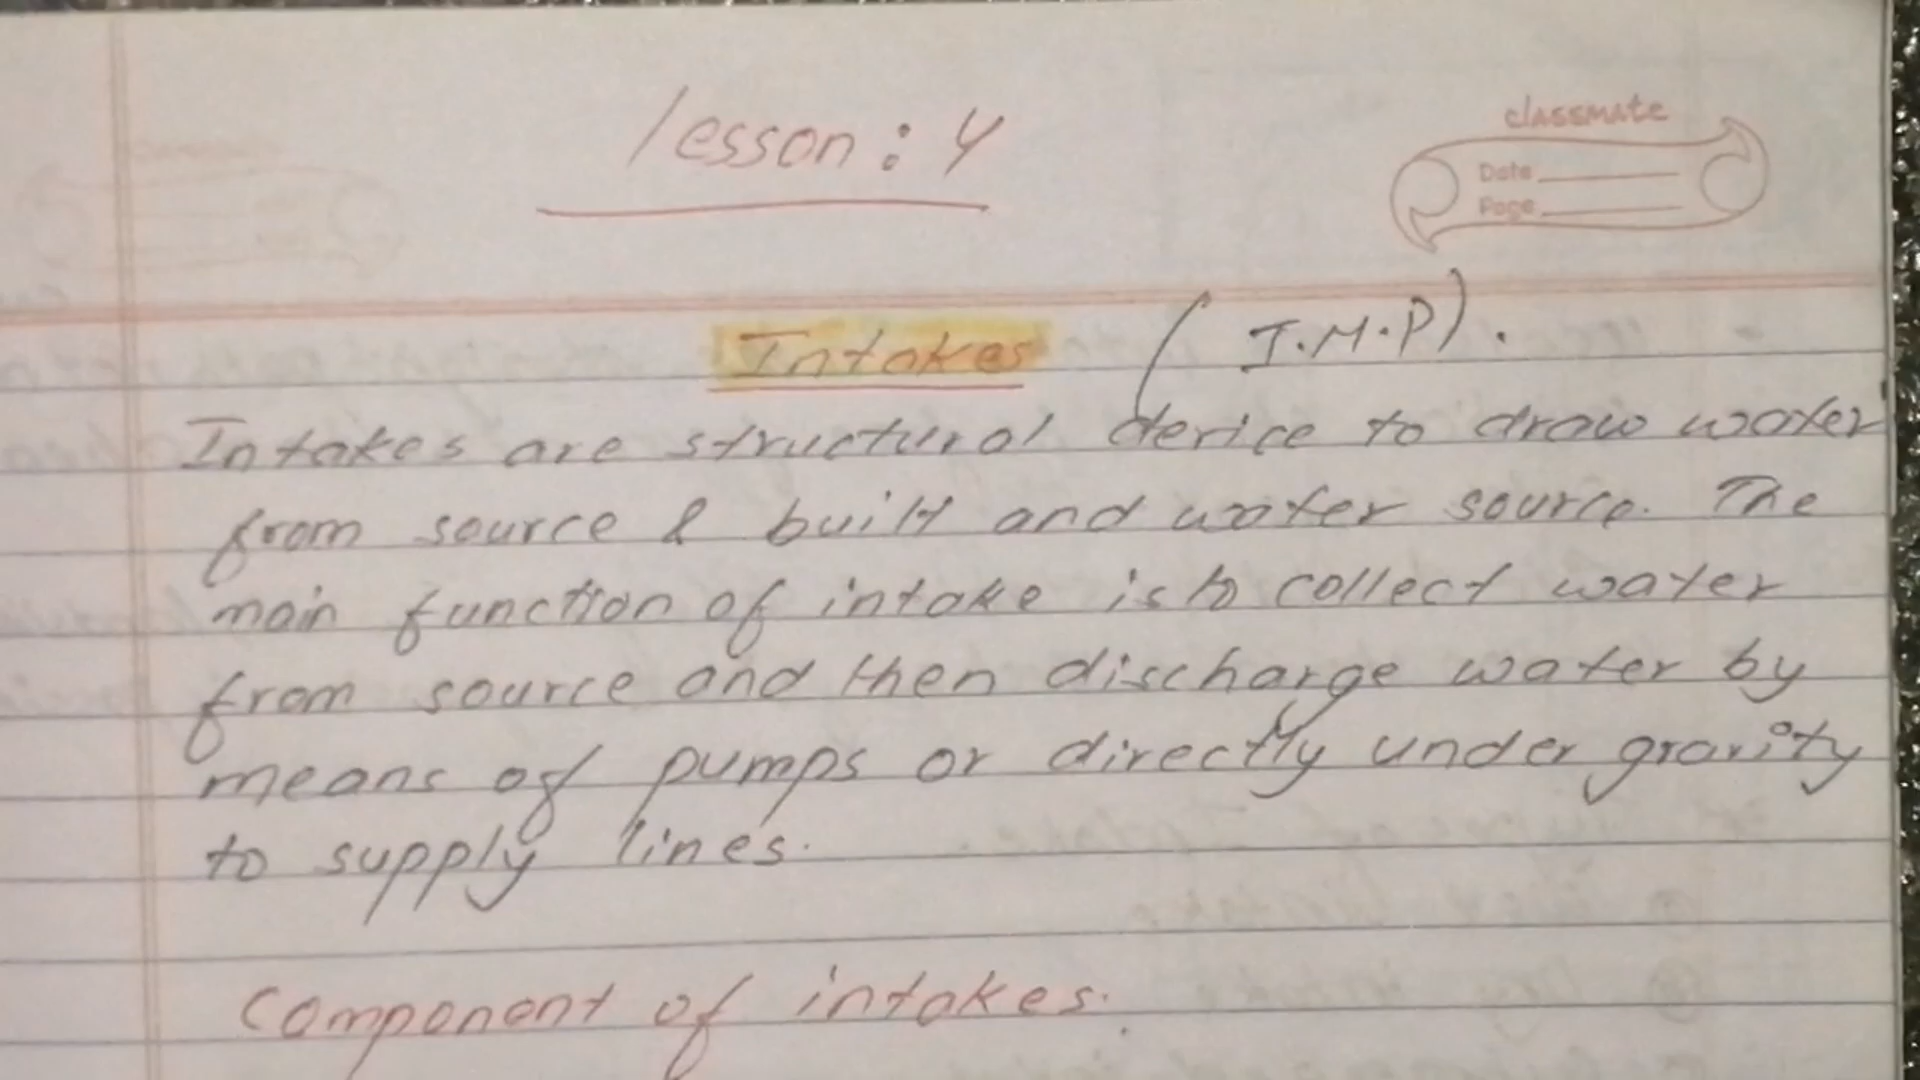 lesson : 4
classmate
Date
Page
Intakes ( I.M.P).
Intakes are structural device to draw water
from source & built and water source. The
main function of intake is to collect water
from source and then discharge water by
means of pumps or directly under gravity
to supply lines.
Component of intakes.